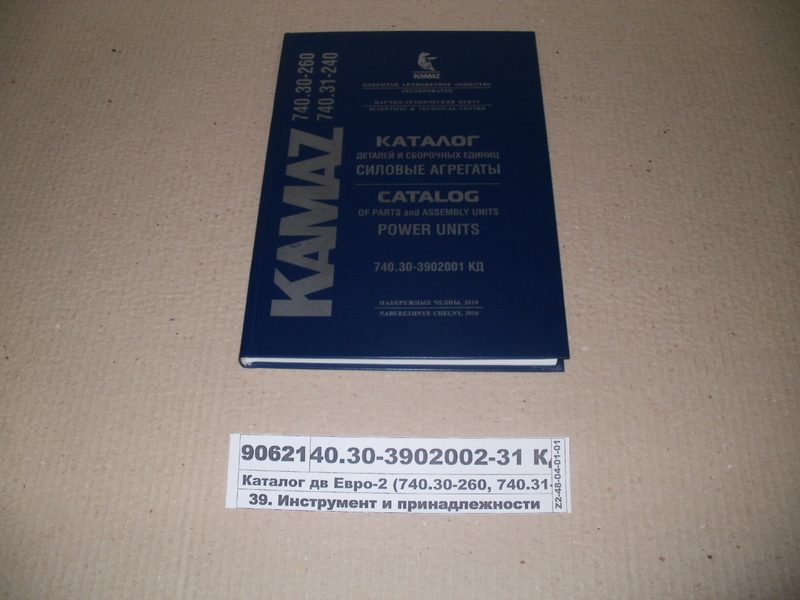 KAMAZ
740.30-260
740.31-240
KAMAZ
ОТКРЫТОЕ АКЦИОНЕРНОЕ ОБЩЕСТВО
INCORPORATED
НАУЧНО-ТЕХНИЧЕСКИЙ ЦЕНТР
SCIENTIFIC & TECHNICAL CENTRE
КАТАЛОГ
ДЕТАЛЕЙ И СБОРОЧНЫХ ЕДИНИЦ
СИЛОВЫЕ АГРЕГАТЫ
CATALOG
OF PARTS and ASSEMBLY UNITS
POWER UNITS
740.30-3902001 КД
НАБЕРЕЖНЫЕ ЧЕЛНЫ, 2010
NABEREZHNYE CHELNY, 2010
90621 40.30-3902002-31 КД
Каталог дв Евро-2 (740.30-260, 740.31-
39. Инструмент и принадлежности
Z2-48-04-01-01